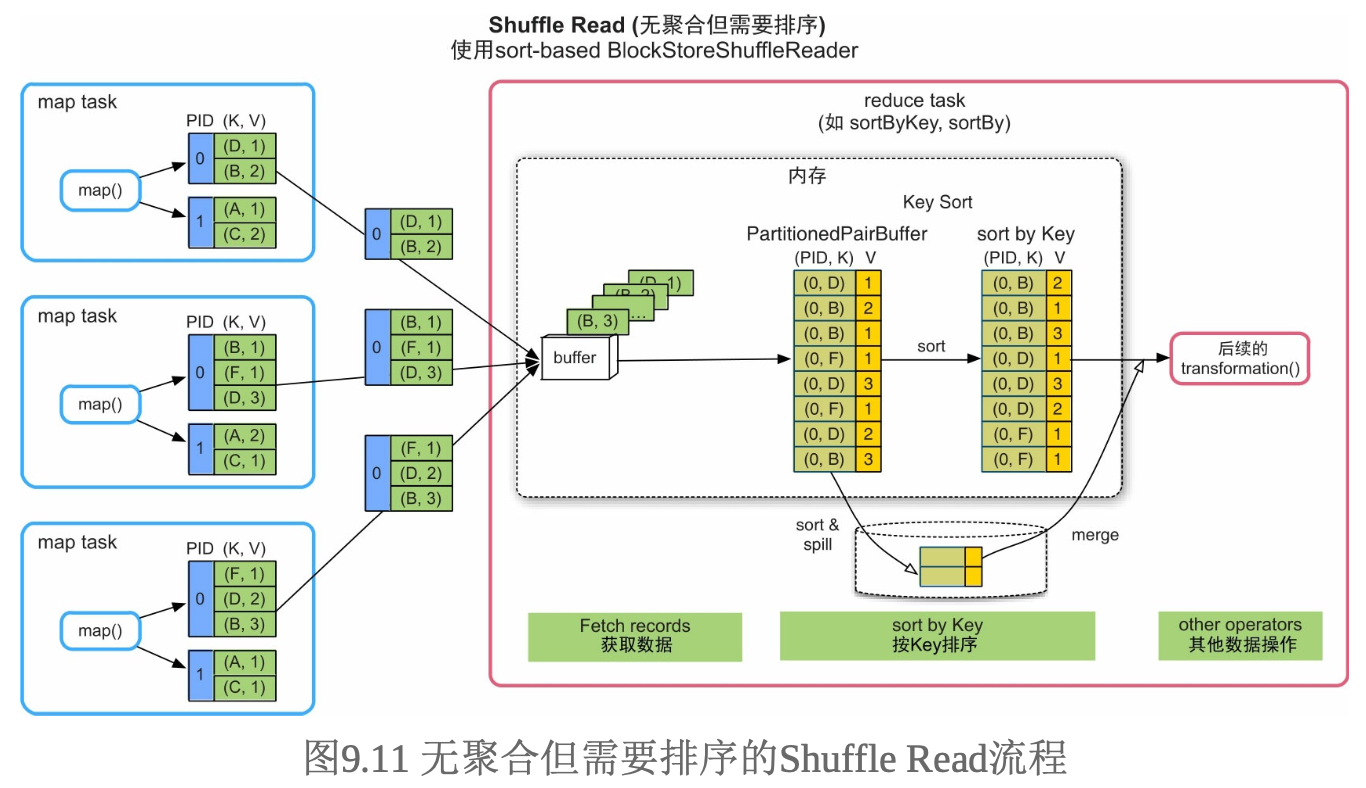 Shuffle Read (无聚合但需要排序)
使用sort-based BlockStoreShuffleReader
map task
PID (K, V)
map()
0
(D, 1)
(B, 2)
1
(A, 1)
(C, 2)
map task
PID (K, V)
map()
0
(B, 1)
(F, 1)
(D, 3)
1
(A, 2)
(C, 1)
map task
PID (K, V)
map()
0
(F, 1)
(D, 2)
(B, 3)
1
(A, 1)
(C, 1)
0
(D, 1)
(B, 2)
0
(B, 1)
(F, 1)
(D, 3)
0
(F, 1)
(D, 2)
(B, 3)
reduce task
(如 sortByKey, sortBy)
内存
(B, 3)
...
buffer
Key Sort
PartitionedPairBuffer
(PID, K) V
(0, D) 1
(0, B) 2
(0, B) 1
(0, F) 1
(0, D) 3
(0, F) 1
(0, D) 2
(0, B) 3
sort
sort by Key
(PID, K) V
(0, B) 2
(0, B) 1
(0, B) 3
(0, D) 1
(0, D) 3
(0, D) 2
(0, F) 1
(0, F) 1
后续的
transformation()
sort &
spill
merge
Fetch records
获取数据
sort by Key
按Key排序
other operators
其他数据操作
图9.11 无聚合但需要排序的Shuffle Read流程